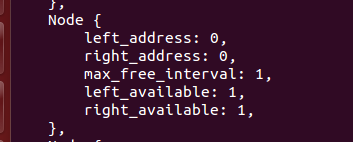 },
Node {
    left_address: 0,
    right_address: 0,
    max_free_interval: 1,
    left_available: 1,
    right_available: 1,
},